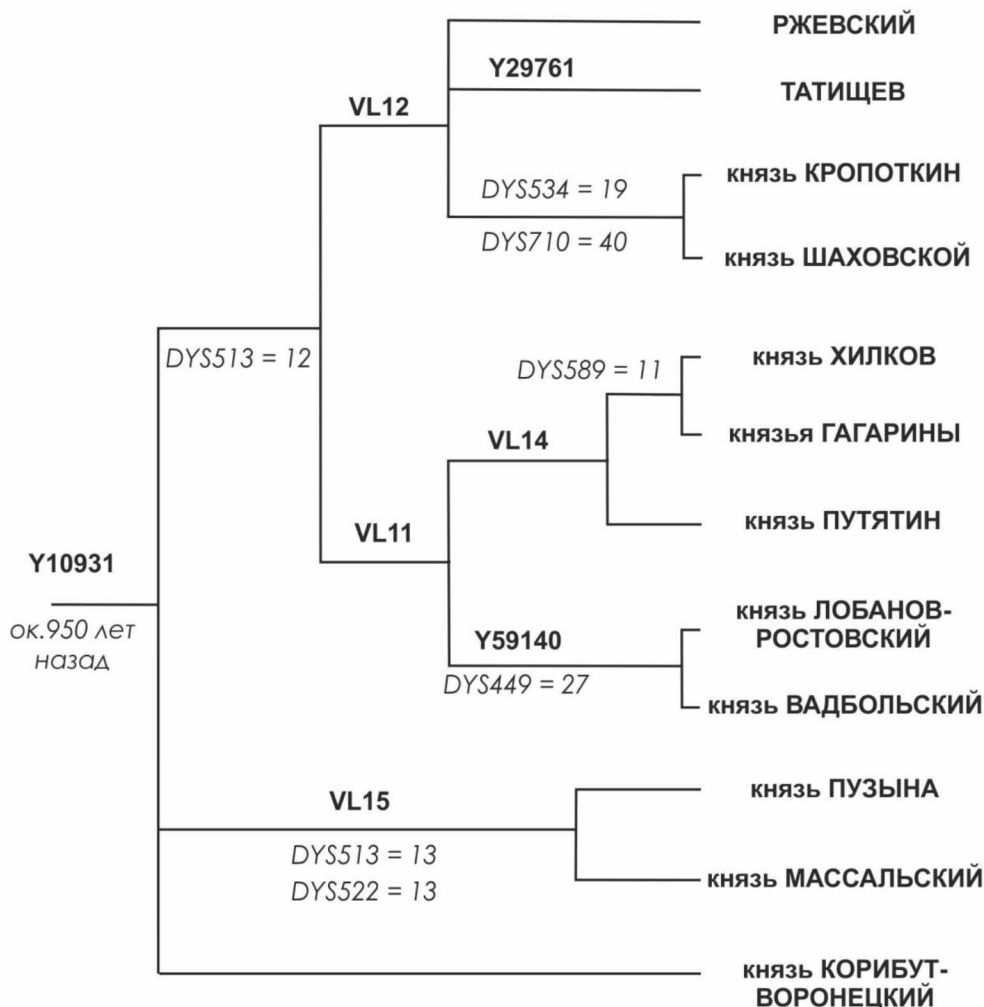 РЖЕВСКИЙ
Y29761
ТАТИЩЕВ
VL12
князь КРОПОТКИН
DYS534 = 19
DYS710 = 40
князь ШАХОВСКОЙ
DYS513 = 12
князь ХИЛКОВ
DYS589 = 11
князья ГАГАРИНЫ
VL14
князь ПУТЯТИН
VL11
Y10931
ок.950 лет
назад
князь ЛОБАНОВ-
РОСТОВСКИЙ
Y59140
DYS449 = 27
князь ВАДБОЛЬСКИЙ
князь ПУЗЫНА
VL15
DYS513 = 13
DYS522 = 13
князь МАССАЛЬСКИЙ
князь КОРИБУТ-
ВОРОНЕЦКИЙ